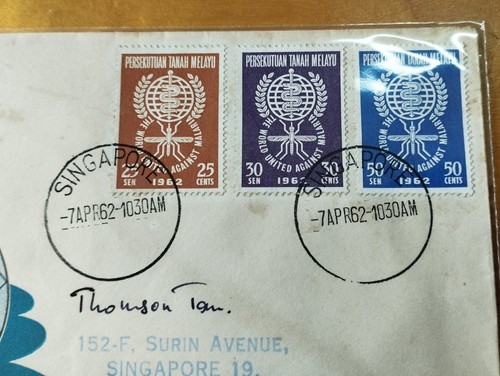 PERSEKUTUAN TANAH MELAYU
THE WORLD UNITED AGAINST MALARIA
25 SEN
1962
25 CENTS
PERSEKUTUAN TANAH MELAYU
THE WORLD UNITED AGAINST MALARIA
30 SEN
1962
30 CENTS
PERSEKUTUAN TANAH MELAYU
THE WORLD UNITED AGAINST MALARIA
50 SEN
1962
50 CENTS
SINGAPORE
-7APR62-1030AM
SINGAPORE
-7APR62-1030AM
Thomson Tan.
152-F, SURIN AVENUE,
SINGAPORE 19.